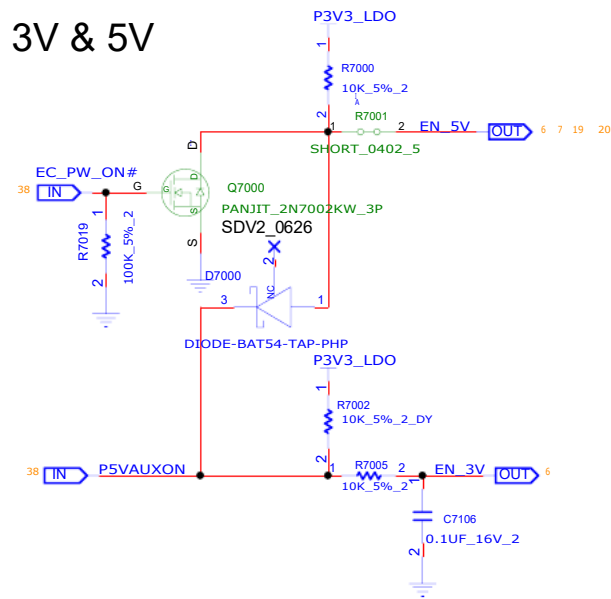 3V & 5V
P3V3_LDO
1
R7000
10K_5%_2
2
A
R7001
1
2
EN_5V
OUT
6 7 19 20
SHORT_0402_5
D
EC_PW_ON#
38
IN
G
G
D
S
Q7000
PANJIT_2N7002KW_3P
SDV2_0626
1
R7019
100K_5%_2
2
S
D7000
2
NC
3
1
DIODE-BAT54-TAP-PHP
P3V3_LDO
1
R7002
10K_5%_2_DY
2
38
IN
P5VAUXON
1
R7005
2
10K_5%_2
EN_3V
OUT
6
1
C7106
0.1UF_16V_2
2